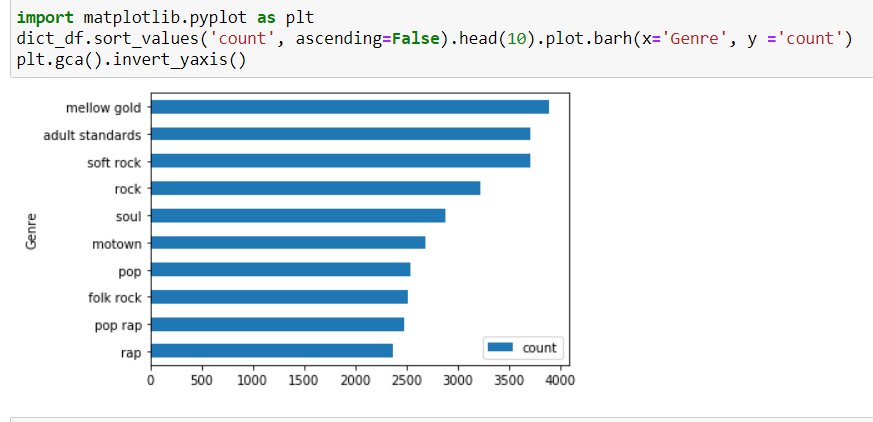 import matplotlib.pyplot as plt
dict_df.sort_values('count', ascending=False).head(10).plot.barh(x='Genre', y ='count')
plt.gca().invert_yaxis()
mellow gold
adult standards
soft rock
rock
soul
motown
pop
folk rock
pop rap
rap
Genre
count
0 500 1000 1500 2000 2500 3000 3500 4000